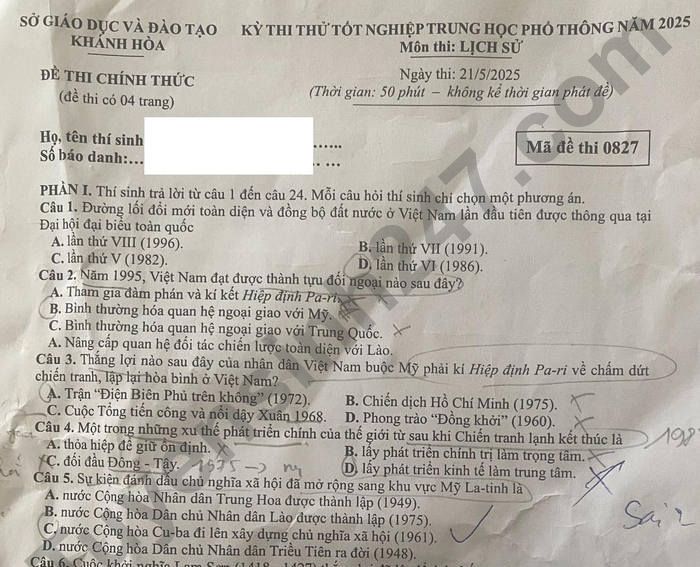 SỞ GIÁO DỤC VÀ ĐÀO TẠO
KHÁNH HÒA
KỲ THI THỬ TỐT NGHIỆP TRUNG HỌC PHỔ THÔNG NĂM 2025
Môn thi: LỊCH SỬ
ĐỀ THI CHÍNH THỨC
(đề thi có 04 trang)
Ngày thi: 21/5/2025
(Thời gian: 50 phút – không kể thời gian phát đề)
Họ, tên thí sinh
Số báo danh:...
Mã đề thi 0827
PHẦN I. Thí sinh trả lời từ câu 1 đến câu 24. Mỗi câu hỏi thí sinh chỉ chọn một phương án.
Câu 1. Đường lối đổi mới toàn diện và đồng bộ đất nước ở Việt Nam lần đầu tiên được thông qua tại
Đại hội đại biểu toàn quốc
A. lần thứ VIII (1996). B. lần thứ VII (1991).
C. lần thứ V (1982). D. lần thứ VI (1986).
Câu 2. Năm 1995, Việt Nam đạt được thành tựu đối ngoại nào sau đây?
A. Tham gia đàm phán và kí kết Hiệp định Pa-ri.
B. Bình thường hóa quan hệ ngoại giao với Mỹ.
C. Bình thường hóa quan hệ ngoại giao với Trung Quốc.
A. Nâng cấp quan hệ đối tác chiến lược toàn diện với Lào.
Câu 3. Thắng lợi nào sau đây của nhân dân Việt Nam buộc Mỹ phải kí Hiệp định Pa-ri về chấm dứt
chiến tranh, lập lại hòa bình ở Việt Nam?
A. Trận “Điện Biên Phủ trên không” (1972). B. Chiến dịch Hồ Chí Minh (1975).
C. Cuộc Tổng tiến công và nổi dậy Xuân 1968. D. Phong trào “Đồng khởi” (1960).
Câu 4. Một trong những xu thế phát triển chính của thế giới từ sau khi Chiến tranh lạnh kết thúc là
A. thỏa hiệp để giữ ổn định. B. lấy phát triển chính trị làm trọng tâm.
C. đối đầu Đông - Tây. 1975 -> my D. lấy phát triển kinh tế làm trung tâm.
Câu 5. Sự kiện đánh dấu chủ nghĩa xã hội đã mở rộng sang khu vực Mỹ La-tinh là
A. nước Cộng hòa Nhân dân Trung Hoa được thành lập (1949).
B. nước Cộng hòa Dân chủ Nhân dân Lào được thành lập (1975).
Sai 2
C. nước Cộng hòa Cu-ba đi lên xây dựng chủ nghĩa xã hội (1961).
D. nước Cộng hòa Dân chủ Nhân dân Triều Tiên ra đời (1948).
Câu 6. Cuộc khởi nghĩa Lam Sơn (1418 - 1427)